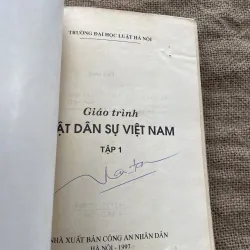 TRƯỜNG ĐẠI HỌC LUẬT HÀ NỘI
Giáo trình
LUẬT DÂN SỰ VIỆT NAM
TẬP 1
NHÀ XUẤT BẢN CÔNG AN NHÂN DÂN
HÀ NỘI - 1997